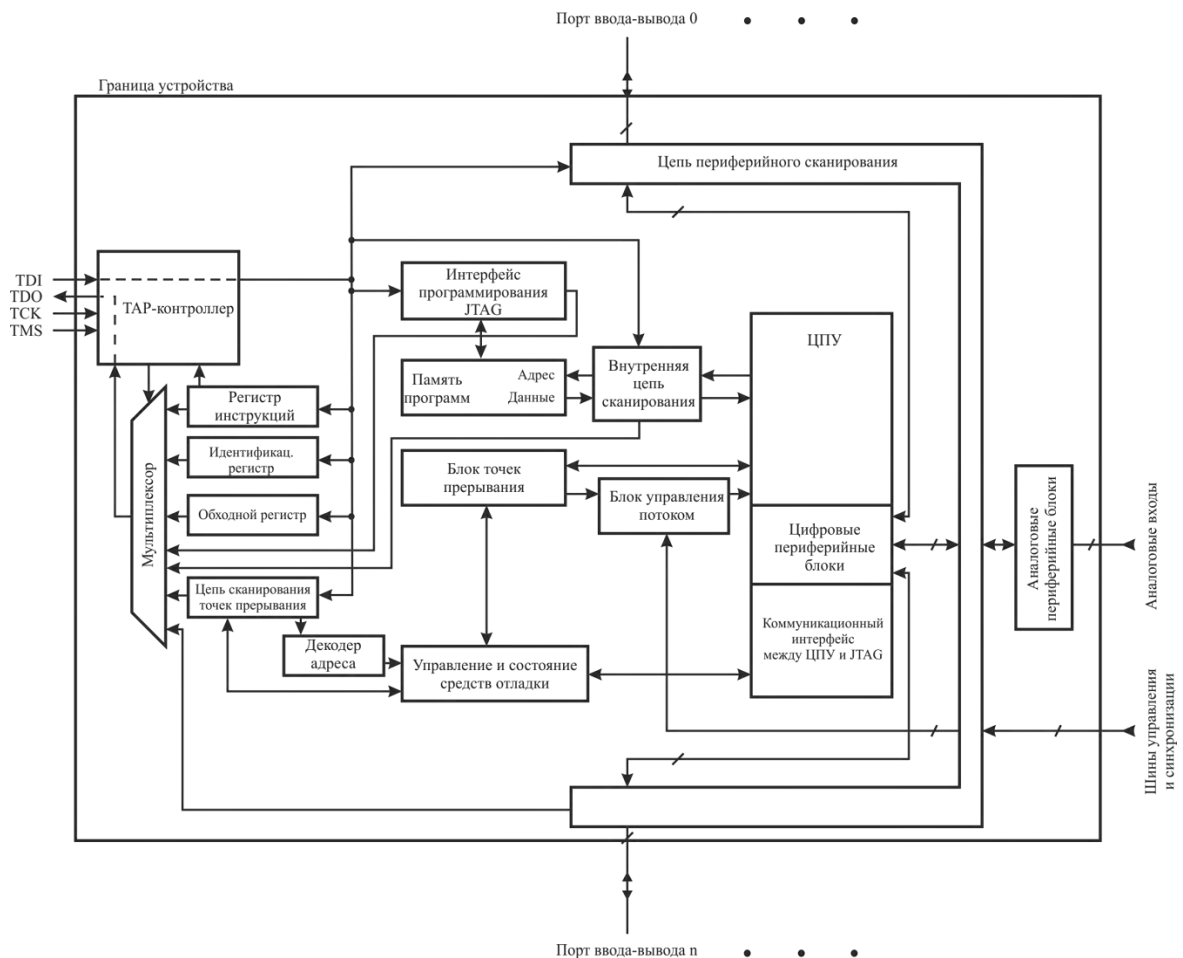 Порт ввода-вывода 0
Граница устройства
Цепь периферийного сканирования
TDI
TDO
TCK
TMS
TAP-контроллер
Интерфейс
программирования
JTAG
ЦПУ
Память
программ
Адрес
Данные
Внутренняя
цепь
сканирования
Регистр
инструкций
Идентификац.
регистр
Обходной регистр
Мультиплексор
Блок точек
прерывания
Блок управления
потоком
Цифровые
периферийные
блоки
Аналоговые
периферийные блоки
Аналоговые входы
Цепь сканирования
точек прерывания
Декодер
адреса
Управление и состояние
средств отладки
Коммуникационный
интерфейс
между ЦПУ и JTAG
Шины управления
и синхронизации
Порт ввода-вывода n